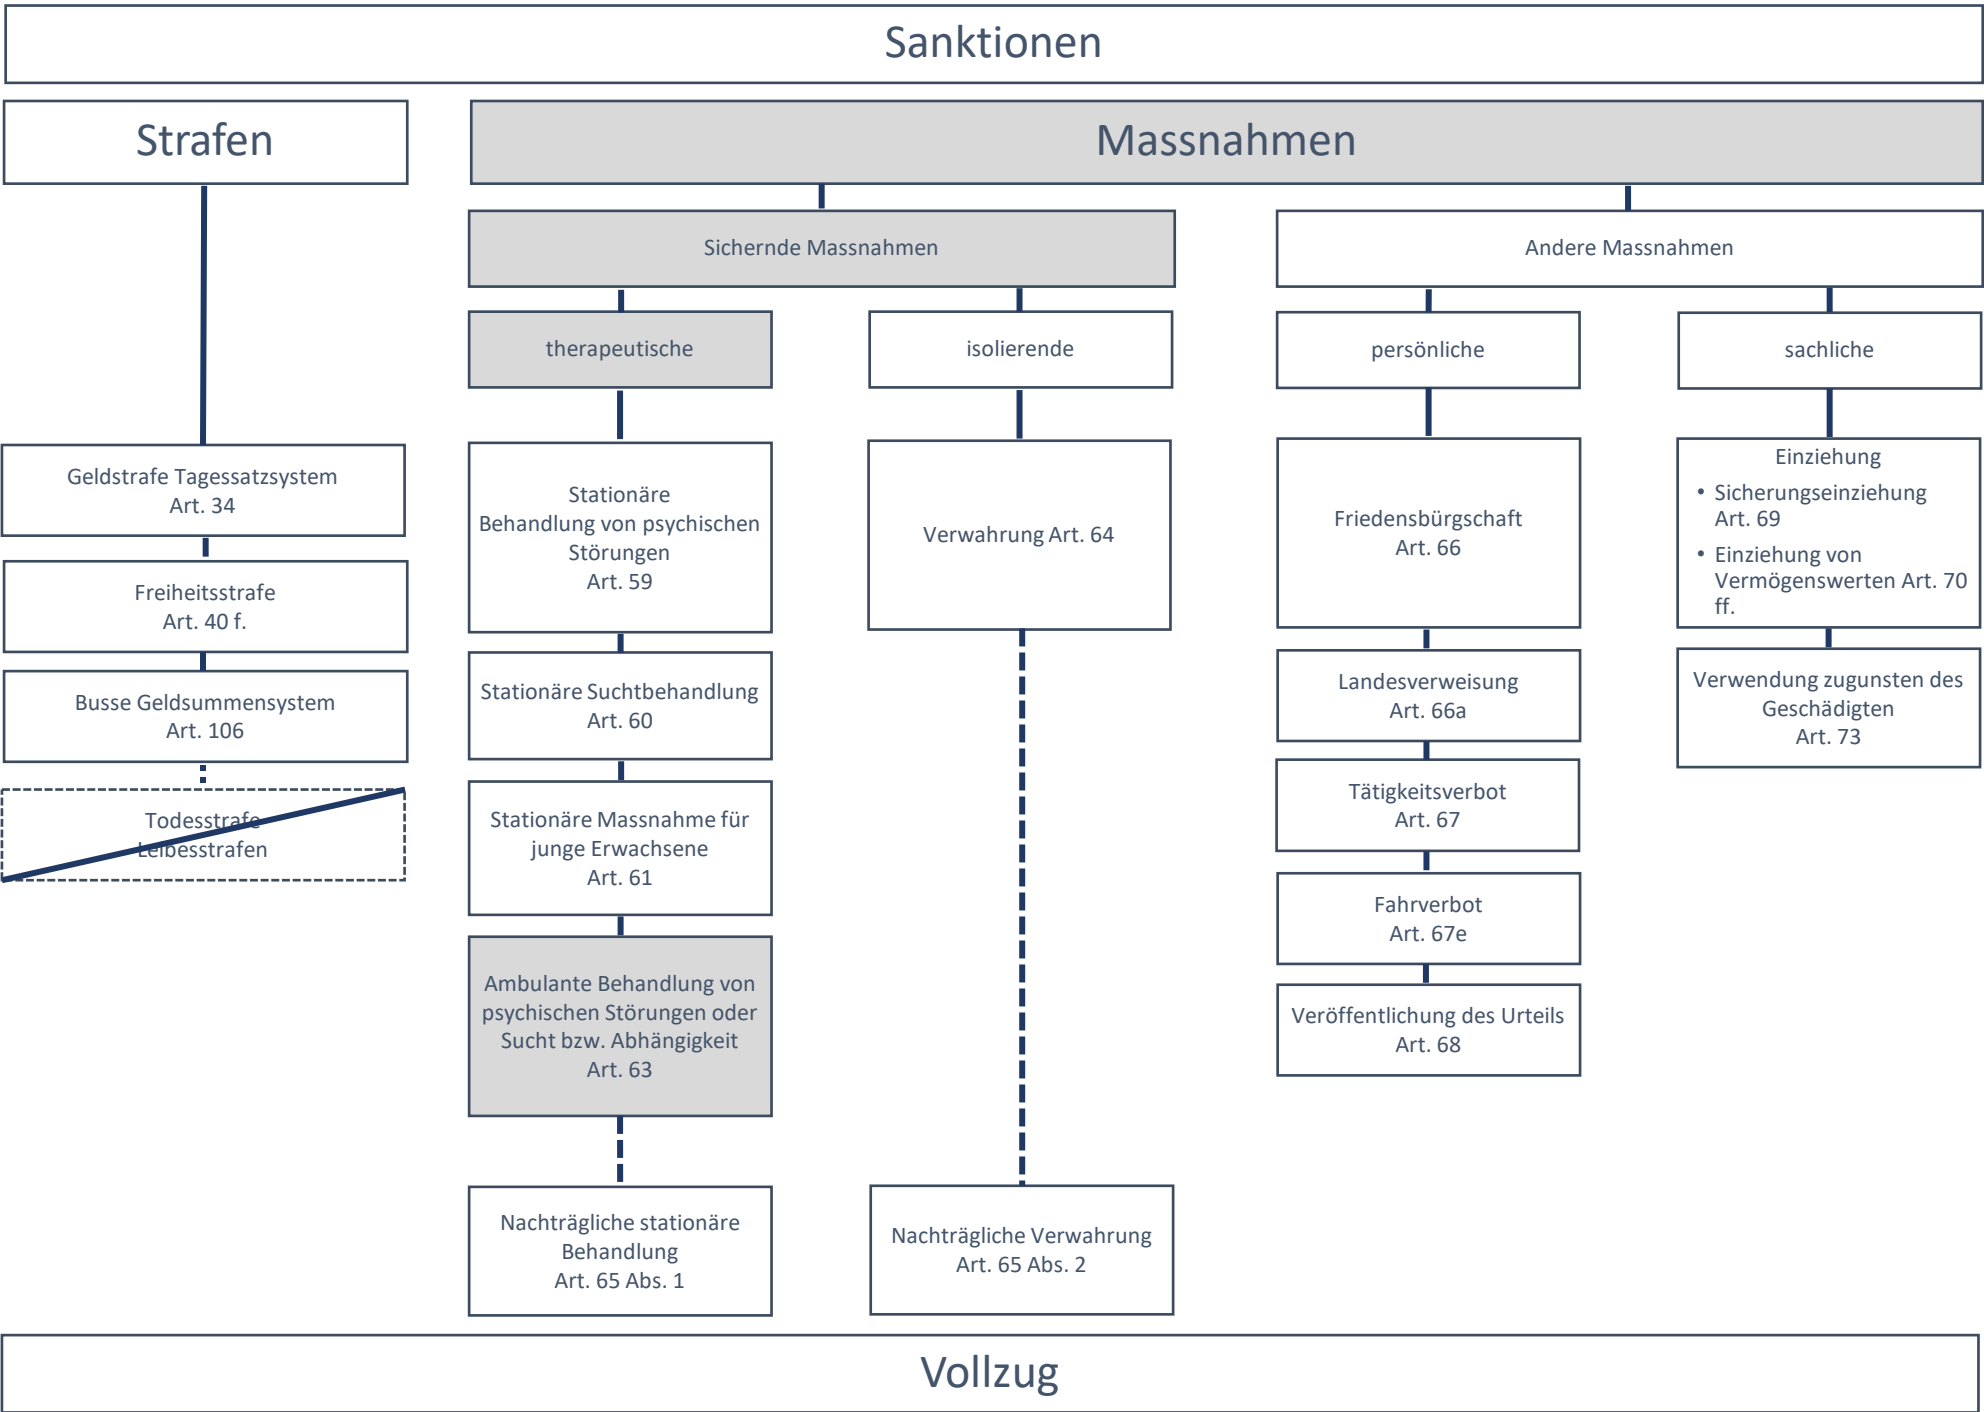 Sanktionen
Strafen
Massnahmen
Sichernde Massnahmen
Andere Massnahmen
therapeutische
isolierende
persönliche
sachliche
Geldstrafe Tagessatzsystem
Art. 34
Freiheitsstrafe
Art. 40 f.
Busse Geldsummensystem
Art. 106
Todesstrafe
Leibesstrafen
Stationäre
Behandlung von psychischen
Störungen
Art. 59
Stationäre Suchtbehandlung
Art. 60
Stationäre Massnahme für
junge Erwachsene
Art. 61
Ambulante Behandlung von
psychischen Störungen oder
Sucht bzw. Abhängigkeit
Art. 63
Nachträgliche stationäre
Behandlung
Art. 65 Abs. 1
Verwahrung Art. 64
Nachträgliche Verwahrung
Art. 65 Abs. 2
Friedensbürgschaft
Art. 66
Landesverweisung
Art. 66a
Tätigkeitsverbot
Art. 67
Fahrverbot
Art. 67e
Veröffentlichung des Urteils
Art. 68
Einziehung
• Sicherungseinziehung
Art. 69
• Einziehung von
Vermögenswerten Art. 70
ff.
Verwendung zugunsten des
Geschädigten
Art. 73
Vollzug